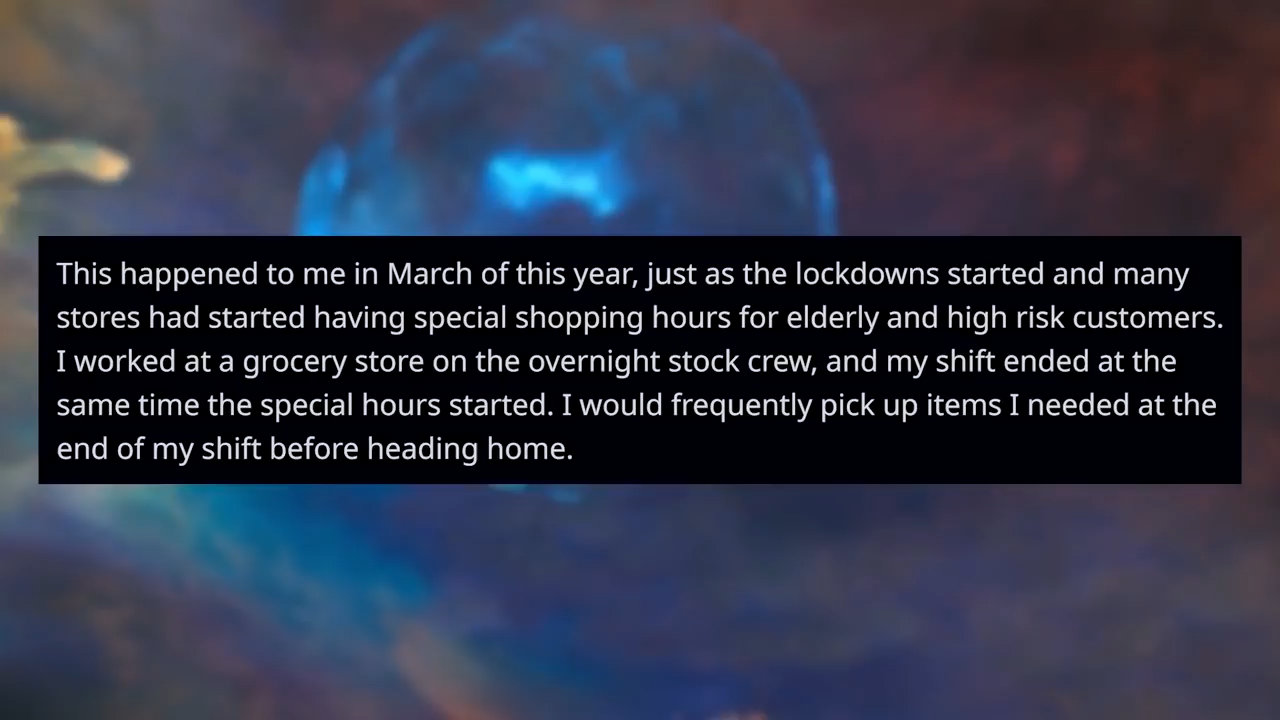 This happened to me in March of this year, just as the lockdowns started and many
stores had started having special shopping hours for elderly and high risk customers.
I worked at a grocery store on the overnight stock crew, and my shift ended at the
same time the special hours started. I would frequently pick up items I needed at the
end of my shift before heading home.